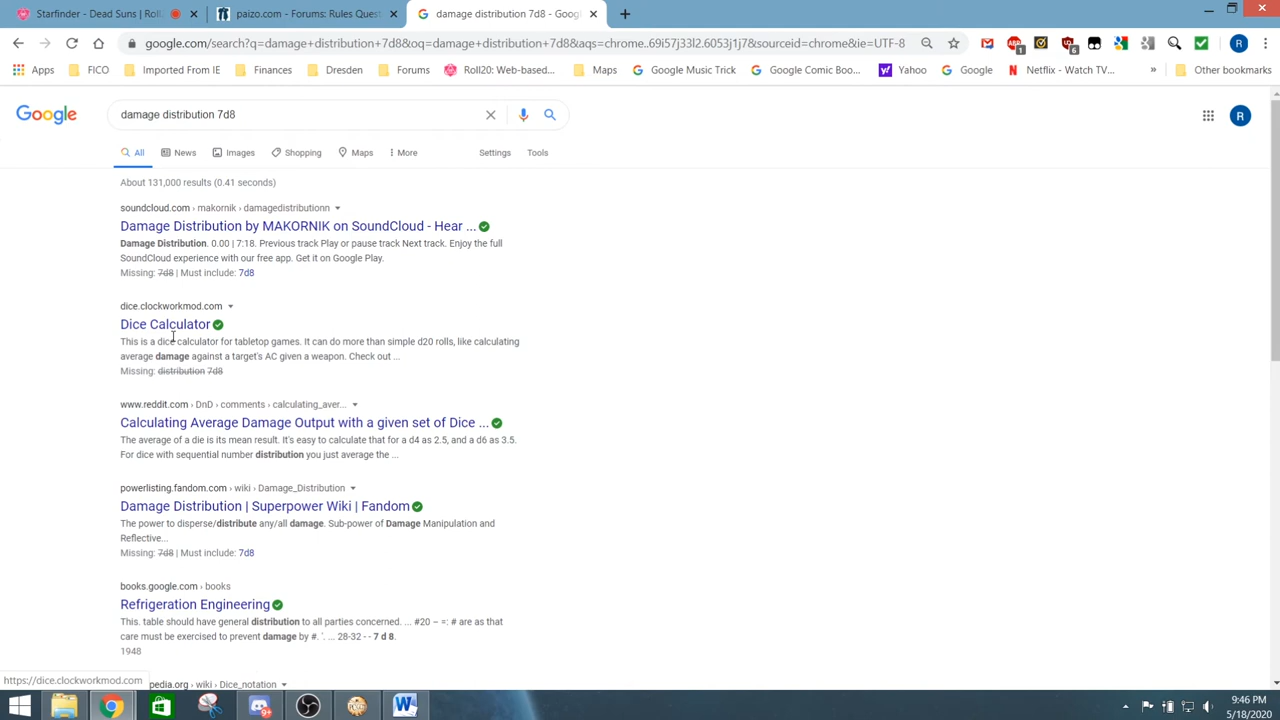 Starfinder - Dead Suns | Roll2
paizo.com - Forums: Rules Quest
damage distribution 7d8 - Googl
google.com/search?q=damage+distribution+7d8&oq=damage+distribution+7d8&aqs=chrome..69i57j33l2.6053j1j7&sourceid=chrome&ie=UTF-8
1
6
R
Apps
FICO
Imported From IE
Finances
Dresden
Forums
Roll20: Web-based...
Maps
Google Music Trick
Google Comic Boo...
Yahoo
Google
Netflix - Watch TV...
»
Other bookmarks
Google
damage distribution 7d8
R
All
News
Images
Shopping
Maps
More
Settings
Tools
About 131,000 results (0.41 seconds)
soundcloud.com › makornik › damagedistributionn
Damage Distribution by MAKORNIK on SoundCloud - Hear ...
Damage Distribution. 0.00 | 7:18. Previous track Play or pause track Next track. Enjoy the full
SoundCloud experience with our free app. Get it on Google Play.
Missing: 7d8 | Must include: 7d8
dice.clockworkmod.com
Dice Calculator
This is a dice calculator for tabletop games. It can do more than simple d20 rolls, like calculating
average damage against a target's AC given a weapon. Check out ...
Missing: distribution 7d8
www.reddit.com › DnD › comments › calculating_aver...
Calculating Average Damage Output with a given set of Dice ...
The average of a die is its mean result. It's easy to calculate that for a d4 as 2.5, and a d6 as 3.5.
For dice with sequential number distribution you just average the ...
powerlisting.fandom.com › wiki › Damage_Distribution
Damage Distribution | Superpower Wiki | Fandom
The power to disperse/distribute any/all damage. Sub-power of Damage Manipulation and
Reflective...
Missing: 7d8 | Must include: 7d8
books.google.com › books
Refrigeration Engineering
This. table should have general distribution to all parties concerned. ... #20 – =: # are as that
care must be exercised to prevent damage by #. '. ... 28-32 - - 7 d 8.
1948
https://dice.clockworkmod.com
pedia.org › wiki › Dice_notation
9+
9:46 PM
5/18/2020